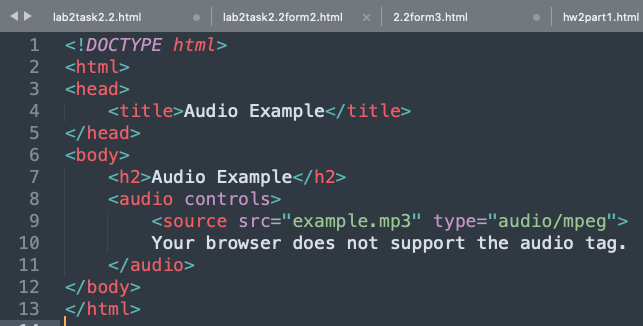 lab2task2.2.html lab2task2.2form2.html 2.2form3.html hw2part1.html
1 <!DOCTYPE html>
2 <html>
3 <head>
4 <title>Audio Example</title>
5 </head>
6 <body>
7 <h2>Audio Example</h2>
8 <audio controls>
9 <source src="example.mp3" type="audio/mpeg">
10 Your browser does not support the audio tag.
11 </audio>
12 </body>
13 </html>
14